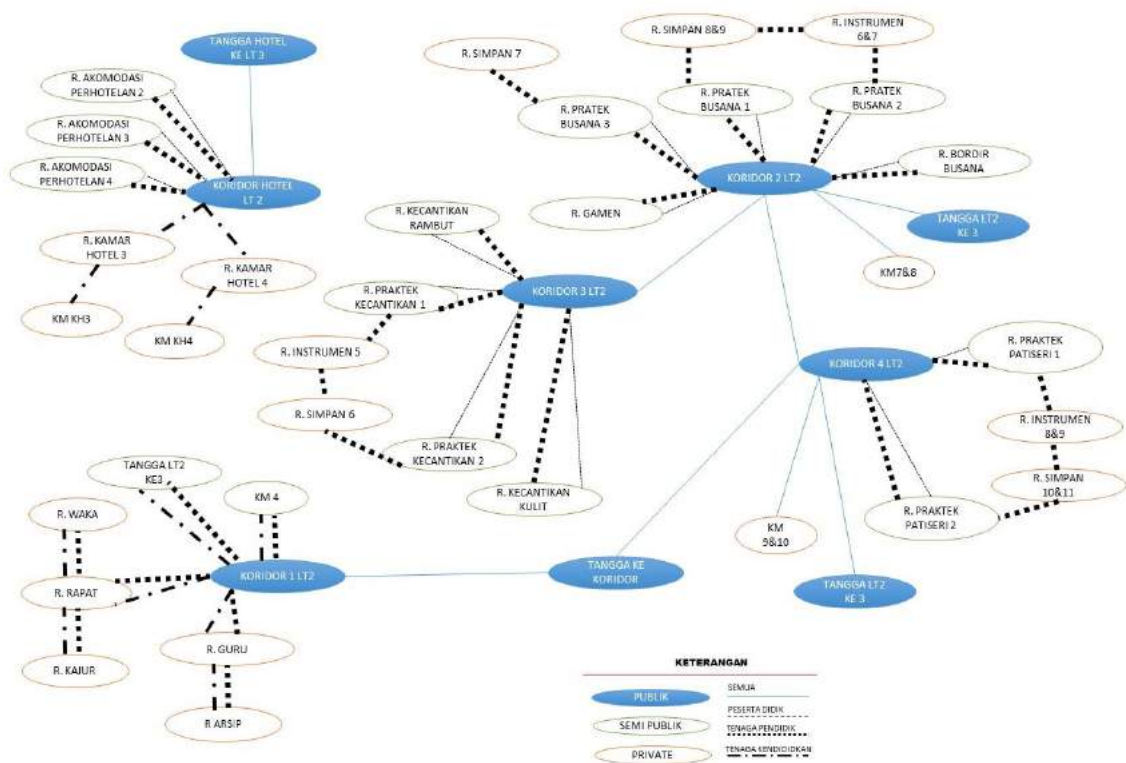 TANGGA HOTEL
KE LT 3
R. AKOMODASI
PERHOTELAN 2
R. AKOMODASI
PERHOTELAN 3
R. AKOMODASI
PERHOTELAN 4
KORIDOR HOTEL
LT 2
R. KAMAR
HOTEL 3
R. KAMAR
HOTEL 4
KM KH3
KM KH4
R. SIMPAN 7
R. SIMPAN 8&9
R. INSTRUMEN
6&7
R. PRATEK
BUSANA 3
R. PRATEK
BUSANA 1
R. PRATEK
BUSANA 2
KORIDOR 2 LT2
R. BORDIR
BUSANA
R. GAMEN
TANGGA LT2
KE 3
KM7&8
R. KECANTIKAN
RAMBUT
R. PRAKTEK
KECANTIKAN 1
KORIDOR 3 LT2
R. INSTRUMEN 5
R. SIMPAN 6
R. PRAKTEK
KECANTIKAN 2
R. KECANTIKAN
KULIT
KORIDOR 4 LT2
R. PRAKTEK
PATISERI 1
R. INSTRUMEN
8&9
R. SIMPAN
10&11
R. PRAKTEK
PATISERI 2
KM
9&10
TANGGA LT2
KE 3
TANGGA KE
KORIDOR
TANGGA LT2
KE3
KM 4
R. WAKA
KORIDOR 1 LT2
R. RAPAT
R. KAJUR
R. GURU
R ARSIP
KETERANGAN
PUBLIK
SEMI PUBLIK
PRIVATE
SEMUA
PESERTA DIDIK
TENAGA PENDIDIK
TENAGA KENDICIDKAN